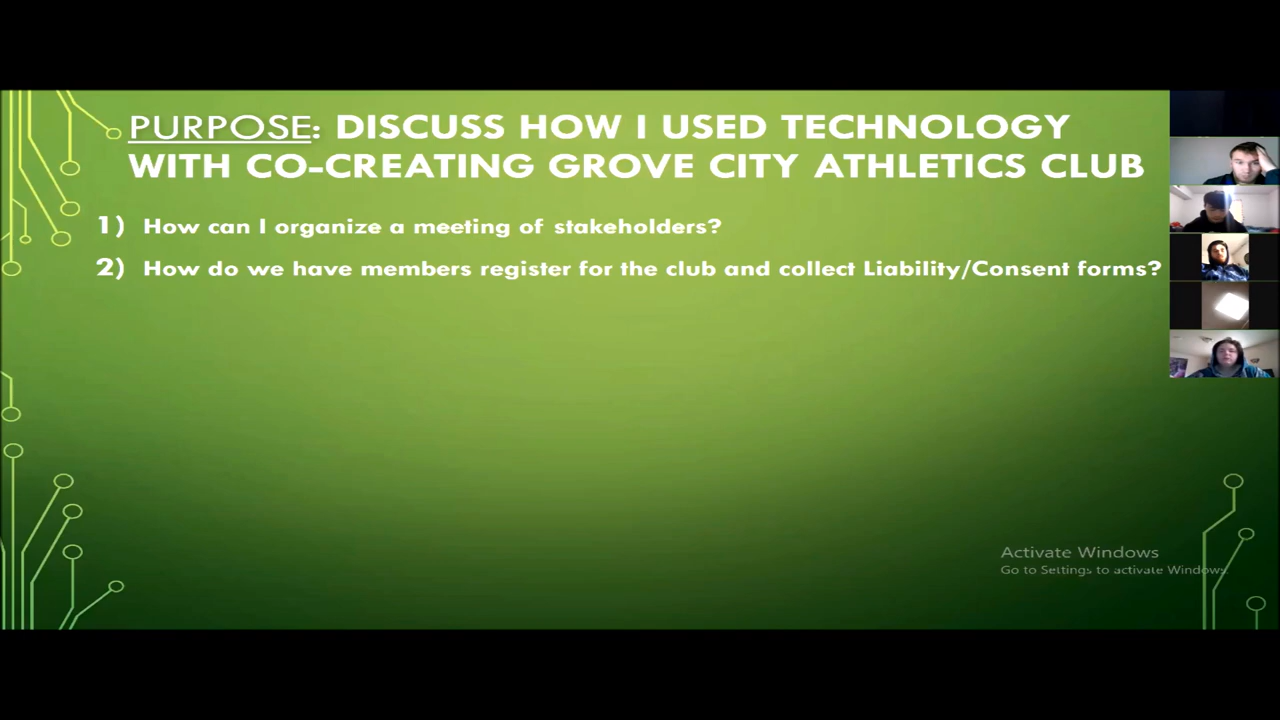 PURPOSE: DISCUSS HOW I USED TECHNOLOGY
WITH CO-CREATING GROVE CITY ATHLETICS CLUB
1) How can I organize a meeting of stakeholders?
2) How do we have members register for the club and collect Liability/Consent forms?
Activate Windows
Go to Settings to activate Windows.